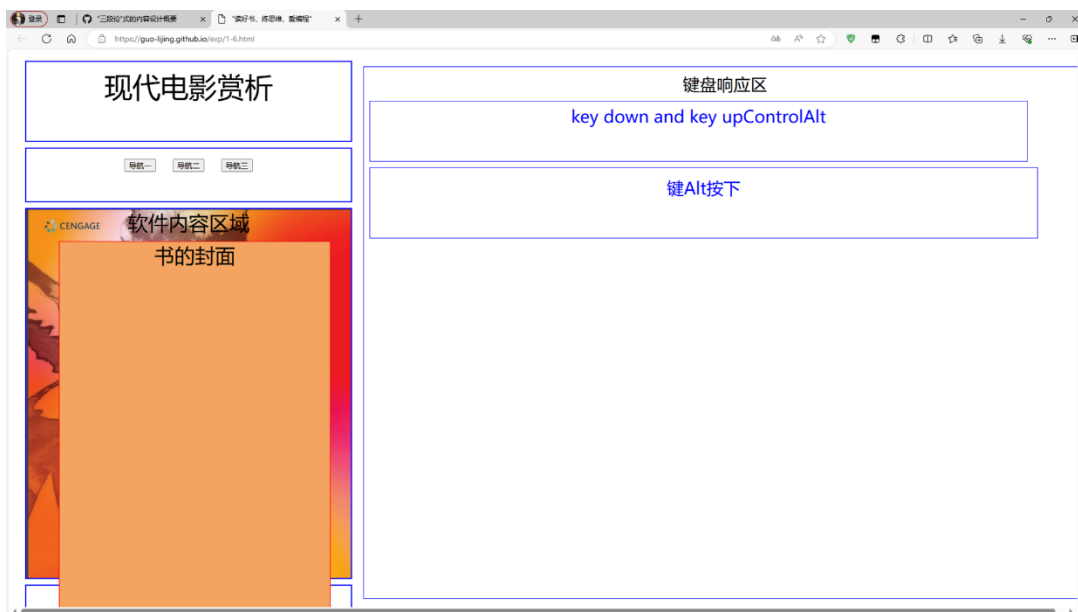 登录
"三段论"式的内容设计概要
"读好书、练思维、爱编程"
https://guo-lijing.github.io/exp/1-6.html
现代电影赏析
导航一 导航二 导航三
CENGAGE
软件内容区域
书的封面
键盘响应区
key down and key upControlAlt
键Alt按下